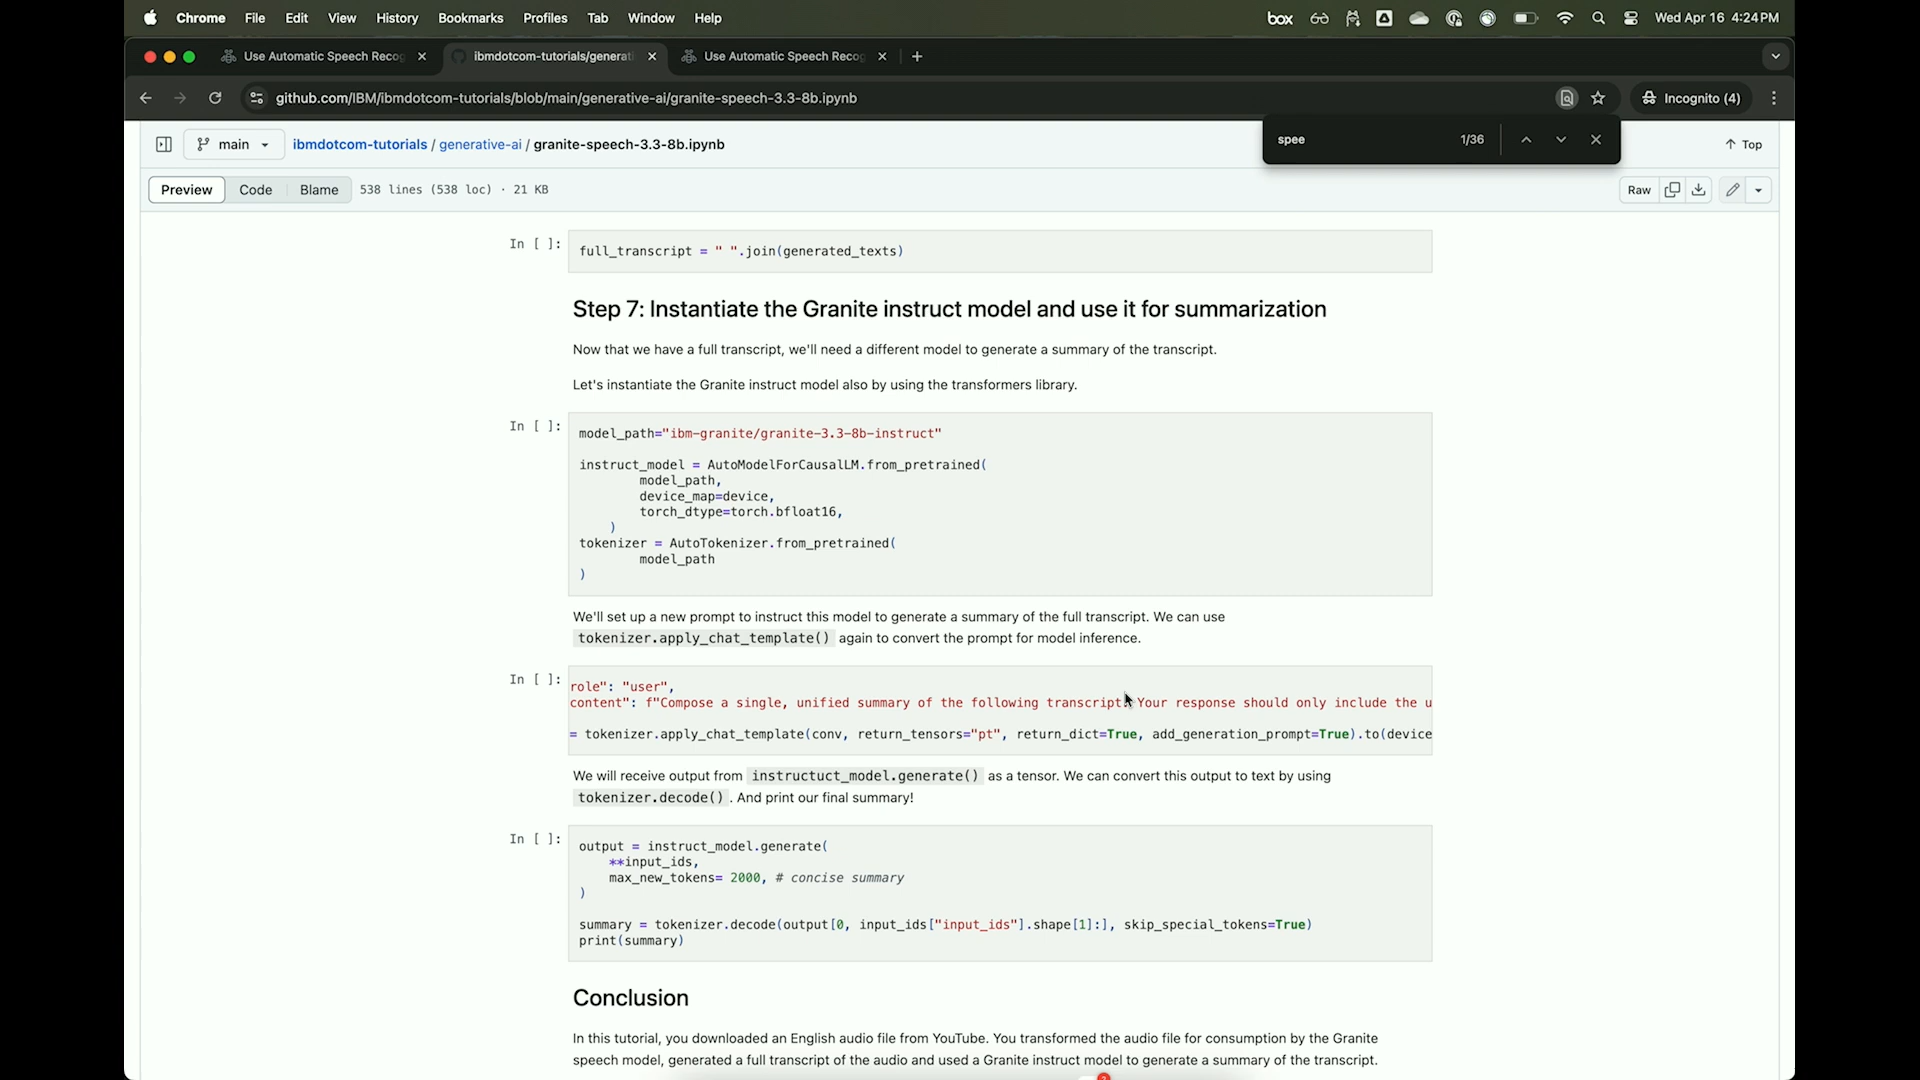 Chrome File Edit View History Bookmarks Profiles Tab Window Help
box
Wed Apr 16 4:24 PM
Use Automatic Speech Recog
ibmdotcom-tutorials/generati
Use Automatic Speech Recog
github.com/IBM/ibmdotcom-tutorials/blob/main/generative-ai/granite-speech-3.3-8b.ipynb
Incognito (4)
spee 1/36
main
ibmdotcom-tutorials / generative-ai / granite-speech-3.3-8b.ipynb
Top
Preview Code Blame 538 lines (538 loc) · 21 KB
Raw
In [ ]: full_transcript = " ".join(generated_texts)
Step 7: Instantiate the Granite instruct model and use it for summarization
Now that we have a full transcript, we'll need a different model to generate a summary of the transcript.
Let's instantiate the Granite instruct model also by using the transformers library.
In [ ]: model_path="ibm-granite/granite-3.3-8b-instruct"
instruct_model = AutoModelForCausalLM.from_pretrained(
model_path,
device_map=device,
torch_dtype=torch.bfloat16,
)
tokenizer = AutoTokenizer.from_pretrained(
model_path
)
We'll set up a new prompt to instruct this model to generate a summary of the full transcript. We can use
tokenizer.apply_chat_template() again to convert the prompt for model inference.
In [ ]: role": "user",
content": f"Compose a single, unified summary of the following transcript. Your response should only include the u
= tokenizer.apply_chat_template(conv, return_tensors="pt", return_dict=True, add_generation_prompt=True).to(device
We will receive output from instructuct_model.generate() as a tensor. We can convert this output to text by using
tokenizer.decode() . And print our final summary!
In [ ]: output = instruct_model.generate(
**input_ids,
max_new_tokens= 2000, # concise summary
)
summary = tokenizer.decode(output[0, input_ids["input_ids"].shape[1]:], skip_special_tokens=True)
print(summary)
Conclusion
In this tutorial, you downloaded an English audio file from YouTube. You transformed the audio file for consumption by the Granite
speech model, generated a full transcript of the audio and used a Granite instruct model to generate a summary of the transcript.